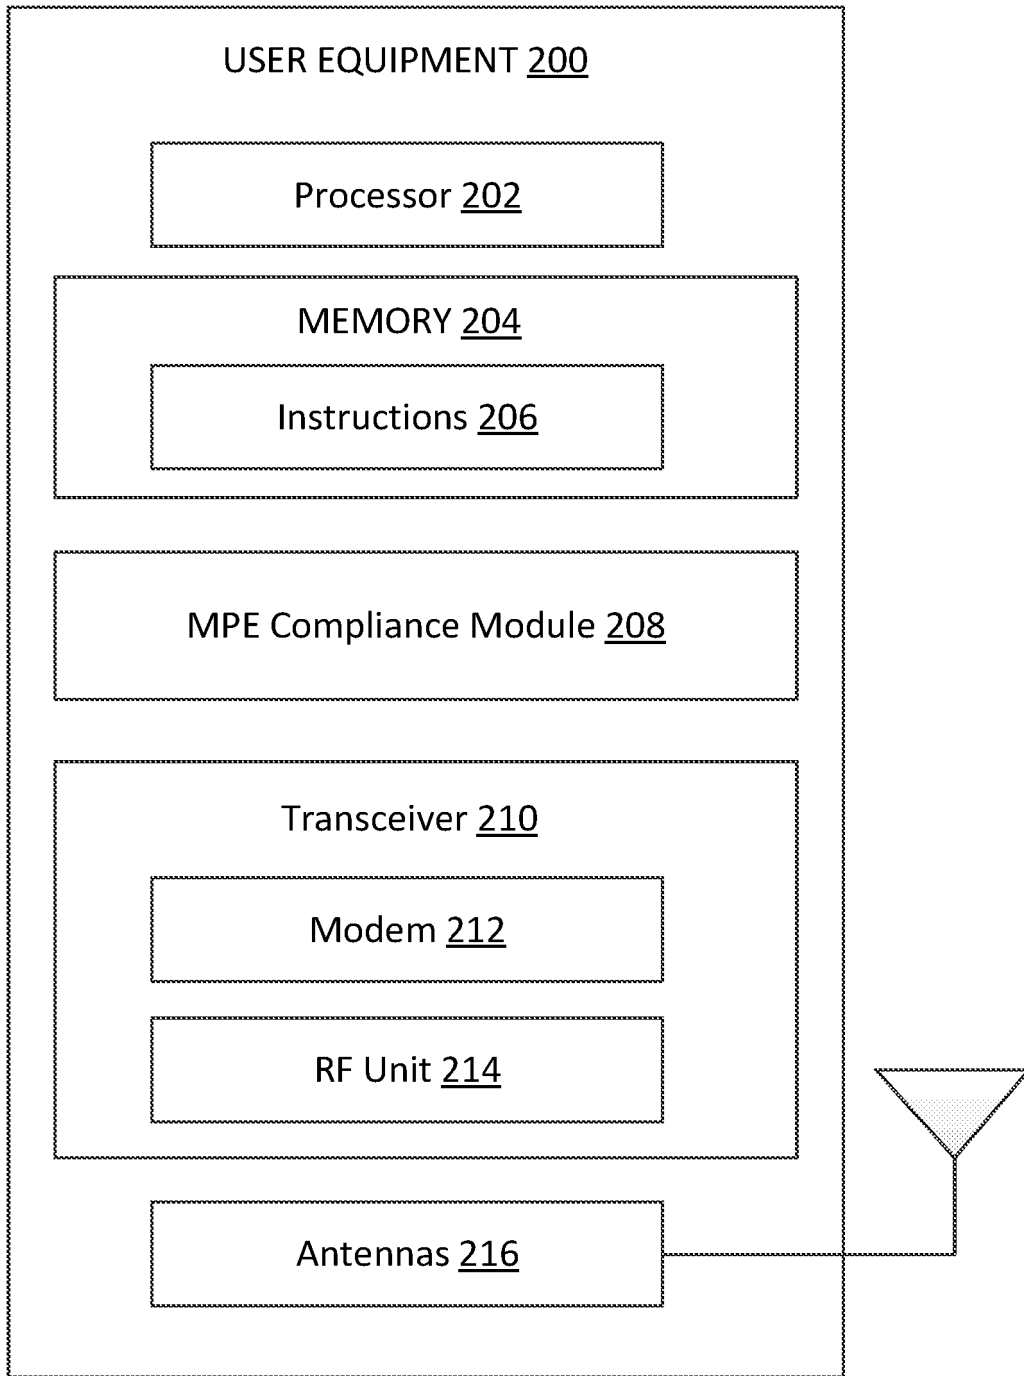 USER EQUIPMENT 200
Processor 202
MEMORY 204
Instructions 206
MPE Compliance Module 208
Transceiver 210
Modem 212
RF Unit 214
Antennas 216